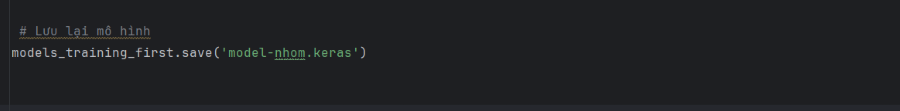 # Lưu lại mô hình
models_training_first.save('model-nhom.keras')